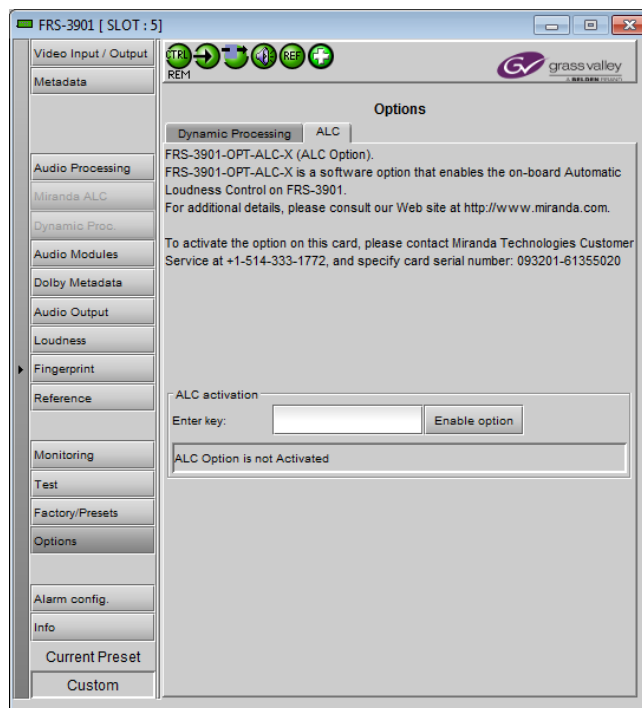 FRS-3901 [ SLOT : 5]
Video Input / Output
Metadata
Audio Processing
Miranda ALC
Dynamic Proc.
Audio Modules
Dolby Metadata
Audio Output
Loudness
Fingerprint
Reference
Monitoring
Test
Factory/Presets
Options
Alarm config.
Info
Current Preset
Custom
CTRL
REM
REF
GV
grass valley
A BELDEN BRAND
Options
Dynamic Processing
ALC
FRS-3901-OPT-ALC-X (ALC Option).
FRS-3901-OPT-ALC-X is a software option that enables the on-board Automatic
Loudness Control on FRS-3901.
For additional details, please consult our Web site at http://www.miranda.com.
To activate the option on this card, please contact Miranda Technologies Customer
Service at +1-514-333-1772, and specify card serial number: 093201-61355020
ALC activation
Enter key:
Enable option
ALC Option is not Activated